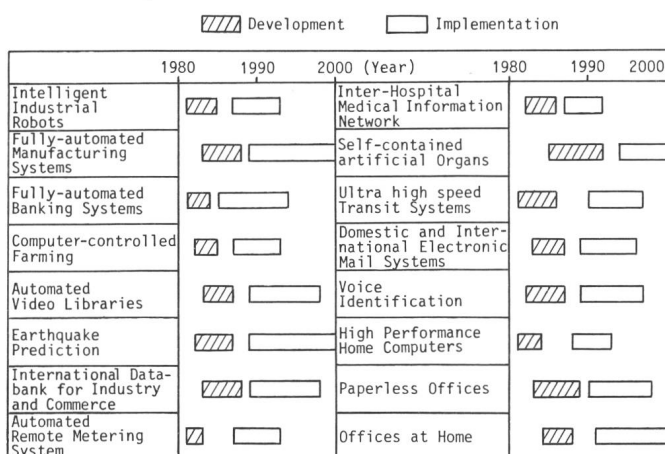 Development Implementation
1980 1990 2000 (Year) 1980 1990 2000
Intelligent
Industrial
Robots
Fully-automated
Manufacturing
Systems
Fully-automated
Banking Systems
Computer-controlled
Farming
Automated
Video Libraries
Earthquake
Prediction
International Data-
bank for Industry
and Commerce
Automated
Remote Metering
System
Inter-Hospital
Medical Information
Network
Self-contained
artificial Organs
Ultra high speed
Transit Systems
Domestic and Inter-
national Electronic
Mail Systems
Voice
Identification
High Performance
Home Computers
Paperless Offices
Offices at Home